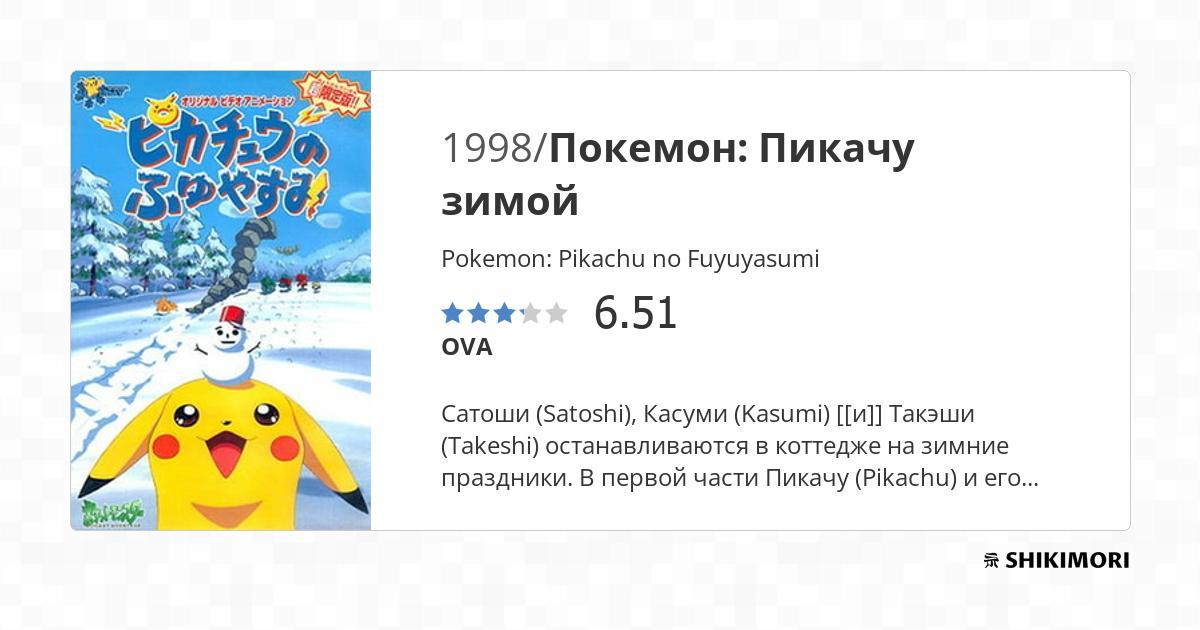 オリジナル ビデオ アニメーション
限定版!!
ピカチュウの
ふゆやすみ
1998/Покемон: Пикачу
зимой
Pokemon: Pikachu no Fuyuyasumi
6.51
OVA
Сатоши (Satoshi), Касуми (Kasumi) [[и]] Такэши
(Takeshi) останавливаются в коттедже на зимние
праздники. В первой части Пикачу (Pikachu) и его...
SHIKIMORI